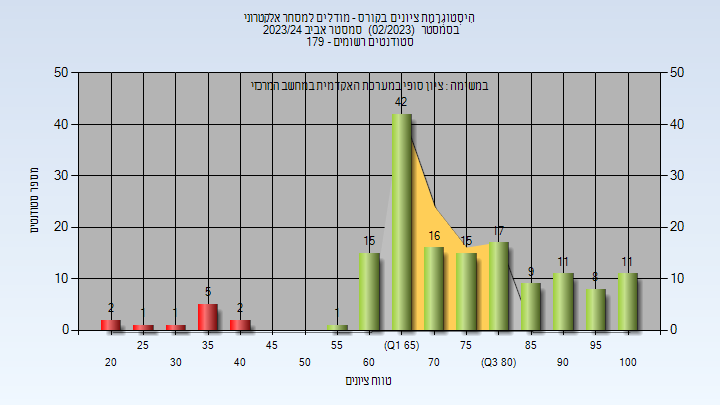 הִיסְטוֹגְרָמַת ציונים בקורס - מודלים למסחר אלקטרוני
בסמסטר (02/2023) סמסטר אביב 2023/24
סטודנטים רשומים - 179
במשימה : ציון סופי במערכת האקדמית במחשב המרכזי
50 50
40 40
30 30
20 20
10 10
0 0
מספר סטודנטים
2 1 1 5 2 1 15 42 16 15 17 9 11 8 11
25 35 45 55 (Q1 65) 75 85 95
20 30 40 50 60 70 (Q3 80) 90 100
טווח ציונים